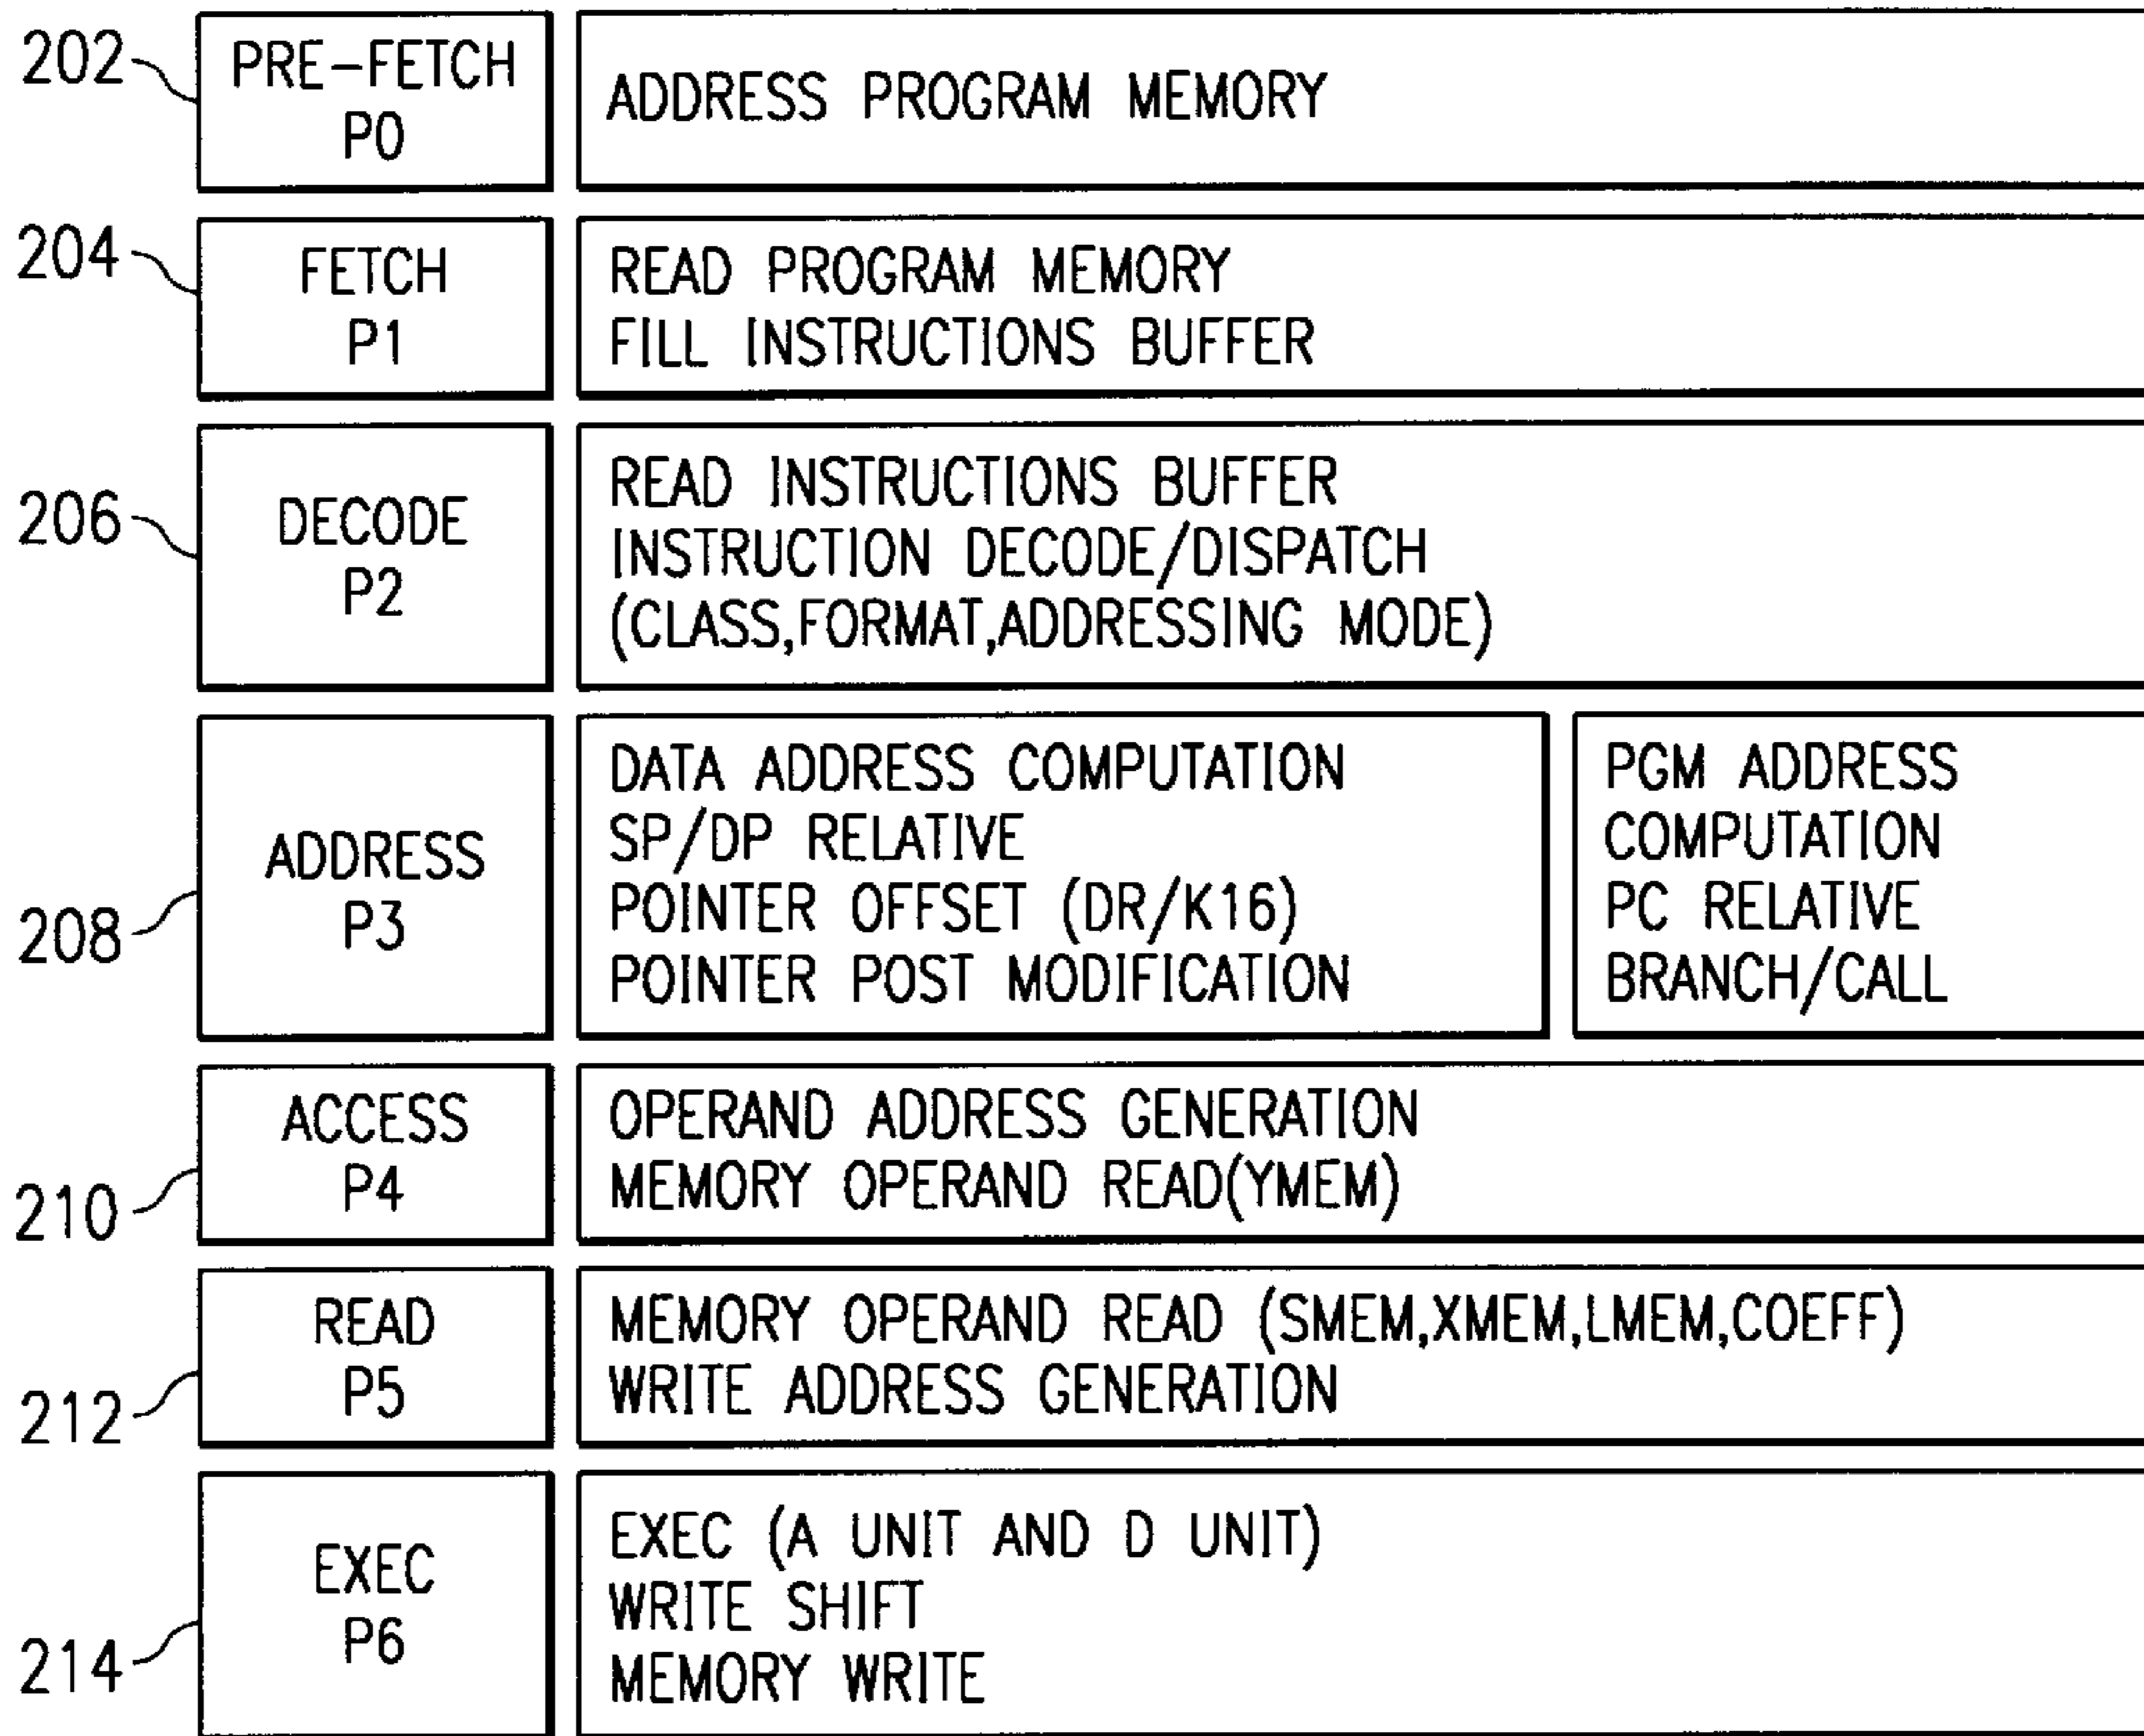 202
PRE-FETCH
P0
ADDRESS PROGRAM MEMORY
204
FETCH
P1
READ PROGRAM MEMORY
FILL INSTRUCTIONS BUFFER
206
DECODE
P2
READ INSTRUCTIONS BUFFER
INSTRUCTION DECODE/DISPATCH
(CLASS,FORMAT,ADDRESSING MODE)
208
ADDRESS
P3
DATA ADDRESS COMPUTATION
SP/DP RELATIVE
POINTER OFFSET (DR/K16)
POINTER POST MODIFICATION
PGM ADDRESS
COMPUTATION
PC RELATIVE
BRANCH/CALL
210
ACCESS
P4
OPERAND ADDRESS GENERATION
MEMORY OPERAND READ(YMEM)
212
READ
P5
MEMORY OPERAND READ (SMEM,XMEM,LMEM,COEFF)
WRITE ADDRESS GENERATION
214
EXEC
P6
EXEC (A UNIT AND D UNIT)
WRITE SHIFT
MEMORY WRITE